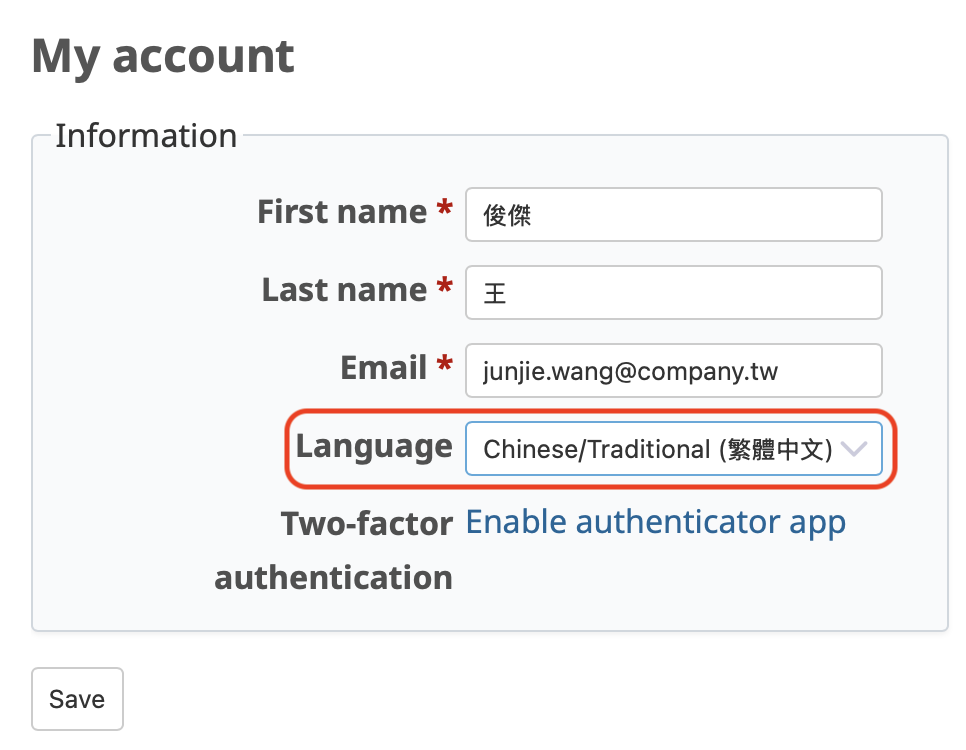 My account
Information
First name *
俊傑
Last name *
王
Email *
junjie.wang@company.tw
Language
Chinese/Traditional (繁體中文)
Two-factor
authentication
Enable authenticator app
Save